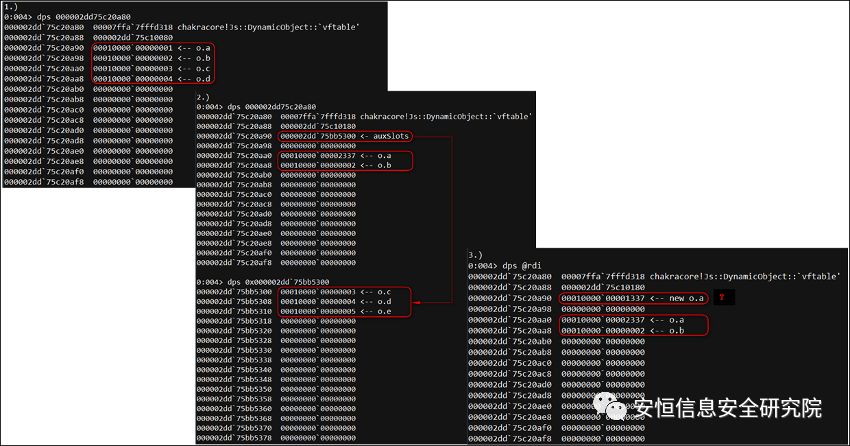 1.)
0:004> dps 000002dd75c20a80
000002dd`75c20a80 00007ffa`7fffd318 chakracore!Js::DynamicObject::`vftable'
000002dd`75c20a88 000002dd`75c10080
000002dd`75c20a90 00010000`00000001 <-- o.a
000002dd`75c20a98 00010000`00000002 <-- o.b
000002dd`75c20aa0 00010000`00000003 <-- o.c
000002dd`75c20aa8 00010000`00000004 <-- o.d
000002dd`75c20ab0 00000000`00000000
000002dd`75c20ab8 00000000`00000000
000002dd`75c20ac0 00000000`00000000
000002dd`75c20ac8 00000000`00000000
000002dd`75c20ad0 00000000`00000000
000002dd`75c20ad8 00000000`00000000
000002dd`75c20ae0 00000000`00000000
000002dd`75c20ae8 00000000`00000000
000002dd`75c20af0 00000000`00000000
000002dd`75c20af8 00000000`00000000
2.)
0:004> dps 000002dd75c20a80
000002dd`75c20a80 00007ffa`7fffd318 chakracore!Js::DynamicObject::`vftable'
000002dd`75c20a88 000002dd`75c10180
000002dd`75c20a90 000002dd`75bb5300 <- auxSlots
000002dd`75c20a98 00000000`00000000
000002dd`75c20aa0 00010000`00002337 <-- o.a
000002dd`75c20aa8 00010000`00000002 <-- o.b
000002dd`75c20ab0 00000000`00000000
000002dd`75c20ab8 00000000`00000000
000002dd`75c20ac0 00000000`00000000
000002dd`75c20ac8 00000000`00000000
000002dd`75c20ad0 00000000`00000000
000002dd`75c20ad8 00000000`00000000
000002dd`75c20ae0 00000000`00000000
000002dd`75c20ae8 00000000`00000000
000002dd`75c20af0 00000000`00000000
000002dd`75c20af8 00000000`00000000
0:004> dps 0x000002dd`75bb5300
000002dd`75bb5300 00010000`00000003 <-- o.c
000002dd`75bb5308 00010000`00000004 <-- o.d
000002dd`75bb5310 00010000`00000005 <-- o.e
000002dd`75bb5318 00000000`00000000
000002dd`75bb5320 00000000`00000000
000002dd`75bb5328 00000000`00000000
000002dd`75bb5330 00000000`00000000
000002dd`75bb5338 00000000`00000000
000002dd`75bb5340 00000000`00000000
000002dd`75bb5348 00000000`00000000
000002dd`75bb5350 00000000`00000000
000002dd`75bb5358 00000000`00000000
000002dd`75bb5360 00000000`00000000
000002dd`75bb5368 00000000`00000000
000002dd`75bb5370 00000000`00000000
000002dd`75bb5378 00000000`00000000
3.)
0:004> dps @rdi
000002dd`75c20a80 00007ffa`7fffd318 chakracore!Js::DynamicObject::`vftable'
000002dd`75c20a88 000002dd`75c10180
000002dd`75c20a90 00010000`00001337 <-- new o.a ?
000002dd`75c20a98 00000000`00000000
000002dd`75c20aa0 00010000`00002337 <-- o.a
000002dd`75c20aa8 00010000`00000002 <-- o.b
000002dd`75c20ab0 00000000`00000000
000002dd`75c20ab8 00000000`00000000
000002dd`75c20ac0 00000000`00000000
000002dd`75c20ac8 00000000`00000000
000002dd`75c20ad0 00000000`00000000
000002dd`75c20ad8 00000000`00000000
000002dd`75c20ae0 00000000`00000000
000002dd`75c20ae8 00000000`00000000
000002dd`75c20af0 00000000`00000000
000002dd`75c20af8 00000000`00000000
安恒信息安全研究院